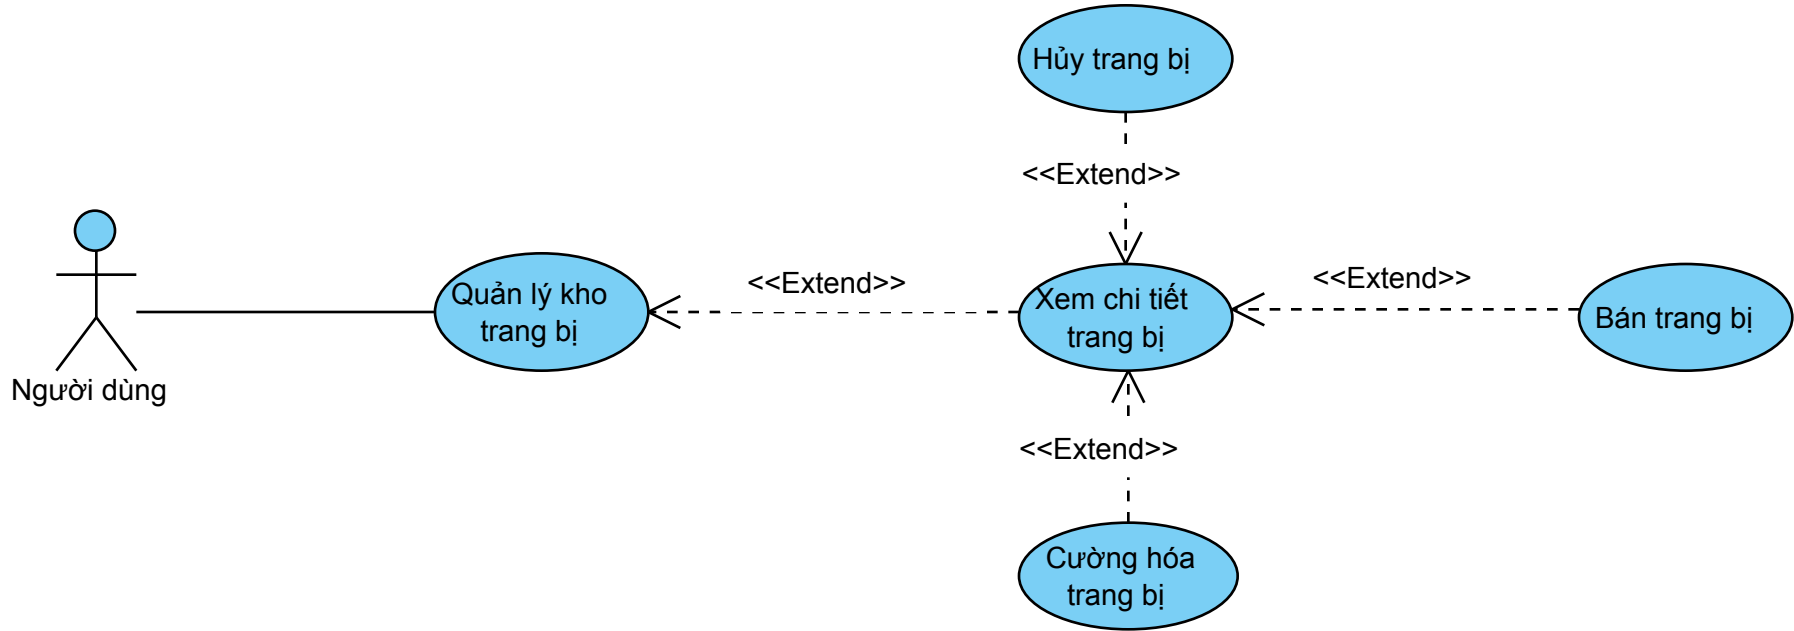 Hủy trang bị
<<Extend>>
Người dùng
Quản lý kho
trang bị
<<Extend>>
Xem chi tiết
trang bị
<<Extend>>
Bán trang bị
<<Extend>>
Cường hóa
trang bị